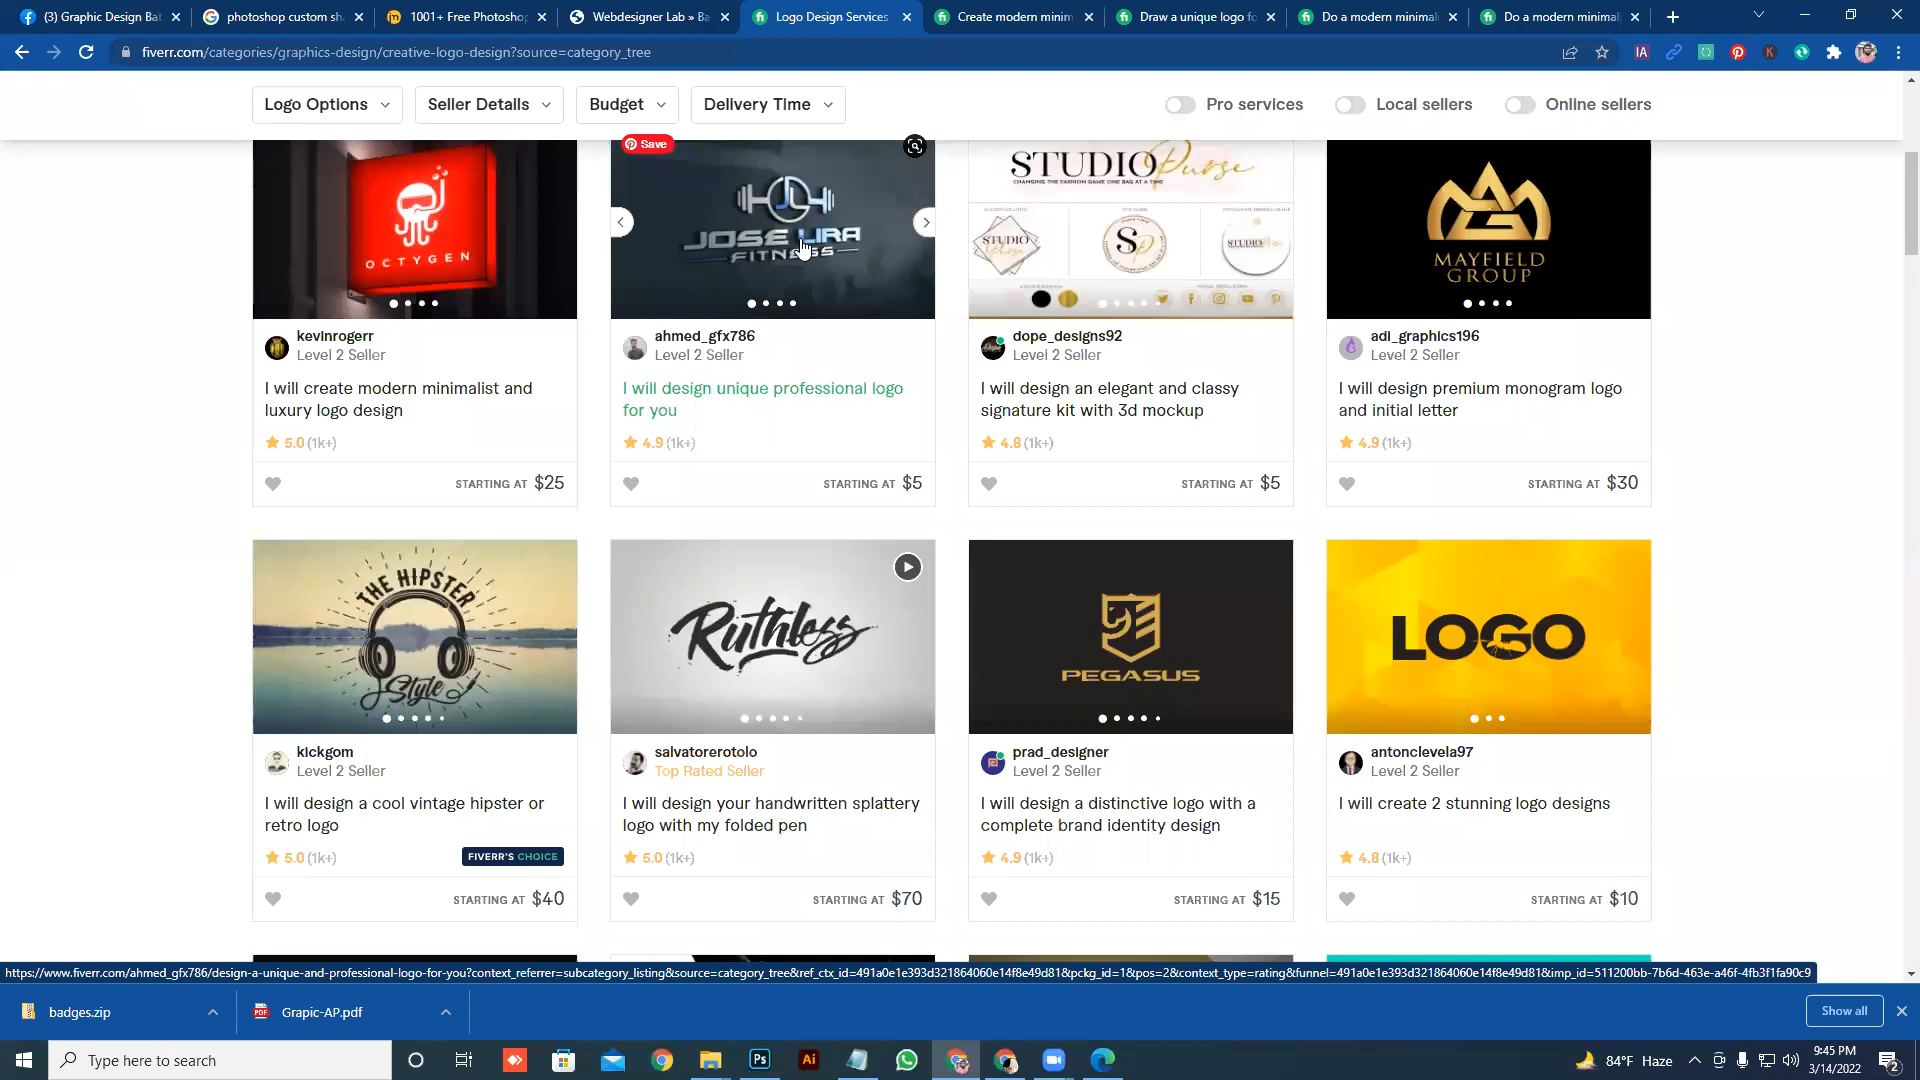 (3) Graphic Design Bat
photoshop custom sha
1001+ Free Photoshop
Webdesigner Lab » Ba
Logo Design Services
Create modern minim
Draw a unique logo fo
Do a modern minimal
Do a modern minimal
fiverr.com/categories/graphics-design/creative-logo-design?source=category_tree
Logo Options
Seller Details
Budget
Delivery Time
Pro services
Local sellers
Online sellers
Save
OCTYGEN
JOSE LIRA
FITNESS
STUDIO Purse
CHANGING THE FASHION GAME ONE BAG AT A TIME
MAYFIELD
GROUP
kevinrogerr
Level 2 Seller
I will create modern minimalist and
luxury logo design
5.0 (1k+)
STARTING AT $25
ahmed_gfx786
Level 2 Seller
I will design unique professional logo
for you
4.9 (1k+)
STARTING AT $5
dope_designs92
Level 2 Seller
I will design an elegant and classy
signature kit with 3d mockup
4.8 (1k+)
STARTING AT $5
adi_graphics196
Level 2 Seller
I will design premium monogram logo
and initial letter
4.9 (1k+)
STARTING AT $30
THE HIPSTER
Style
Ruthless
PEGASUS
LOGO
kickgom
Level 2 Seller
I will design a cool vintage hipster or
retro logo
5.0 (1k+)
FIVERR'S CHOICE
STARTING AT $40
salvatorerotolo
Top Rated Seller
I will design your handwritten splattery
logo with my folded pen
5.0 (1k+)
STARTING AT $70
prad_designer
Level 2 Seller
I will design a distinctive logo with a
complete brand identity design
4.9 (1k+)
STARTING AT $15
antonclevela97
Level 2 Seller
I will create 2 stunning logo designs
4.8 (1k+)
STARTING AT $10
https://www.fiverr.com/ahmed_gfx786/design-a-unique-and-professional-logo-for-you?context_referrer=subcategory_listing&source=category_tree&ref_ctx_id=491a0e1e393d321864060e14f8e49d81&pckg_id=1&pos=2&context_type=rating&funnel=491a0e1e393d321864060e14f8e49d81&imp_id=511200bb-7b6d-463e-a46f-4fb3f1fa90c9
badges.zip
Grapic-AP.pdf
Show all
Type here to search
84°F Haze
9:45 PM
3/14/2022
2